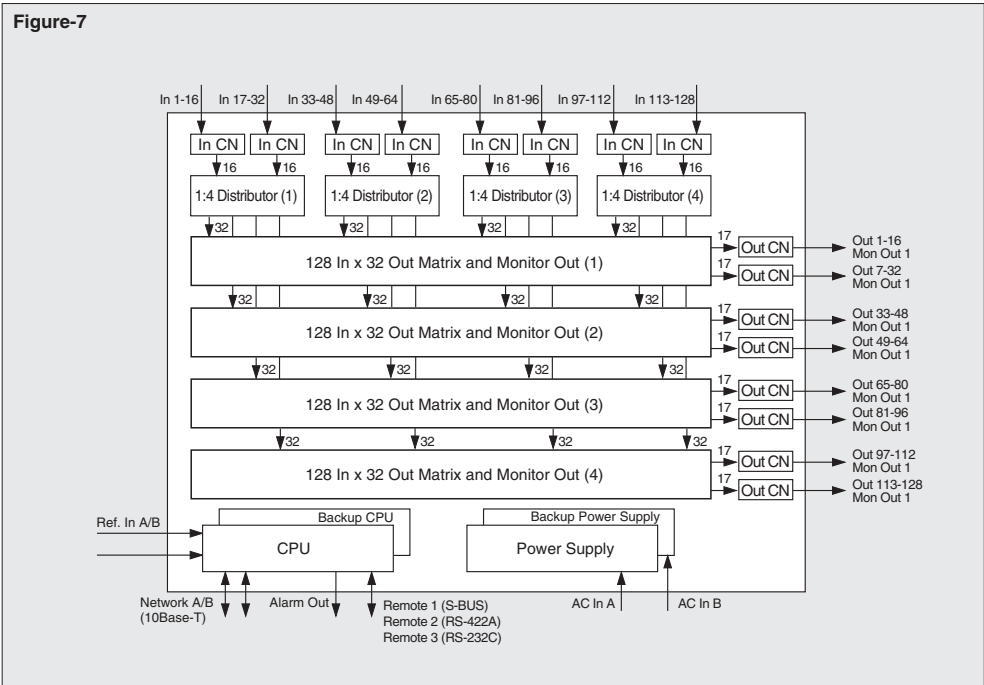 Figure-7
In 1-16 In 17-32 In 33-48 In 49-64 In 65-80 In 81-96 In 97-112 In 113-128
In CN In CN In CN In CN In CN In CN In CN In CN
16 16 16 16 16 16 16 16
1:4 Distributor (1) 1:4 Distributor (2) 1:4 Distributor (3) 1:4 Distributor (4)
32 32 32 32
128 In x 32 Out Matrix and Monitor Out (1)
17 Out CN Out 1-16
Mon Out 1
17 Out CN Out 7-32
Mon Out 1
32 32 32 32
128 In x 32 Out Matrix and Monitor Out (2)
17 Out CN Out 33-48
Mon Out 1
17 Out CN Out 49-64
Mon Out 1
32 32 32 32
128 In x 32 Out Matrix and Monitor Out (3)
17 Out CN Out 65-80
Mon Out 1
17 Out CN Out 81-96
Mon Out 1
32 32 32 32
128 In x 32 Out Matrix and Monitor Out (4)
17 Out CN Out 97-112
Mon Out 1
17 Out CN Out 113-128
Mon Out 1
Ref. In A/B
Backup CPU
CPU
Backup Power Supply
Power Supply
Network A/B
(10Base-T)
Alarm Out
Remote 1 (S-BUS)
Remote 2 (RS-422A)
Remote 3 (RS-232C)
AC In A
AC In B